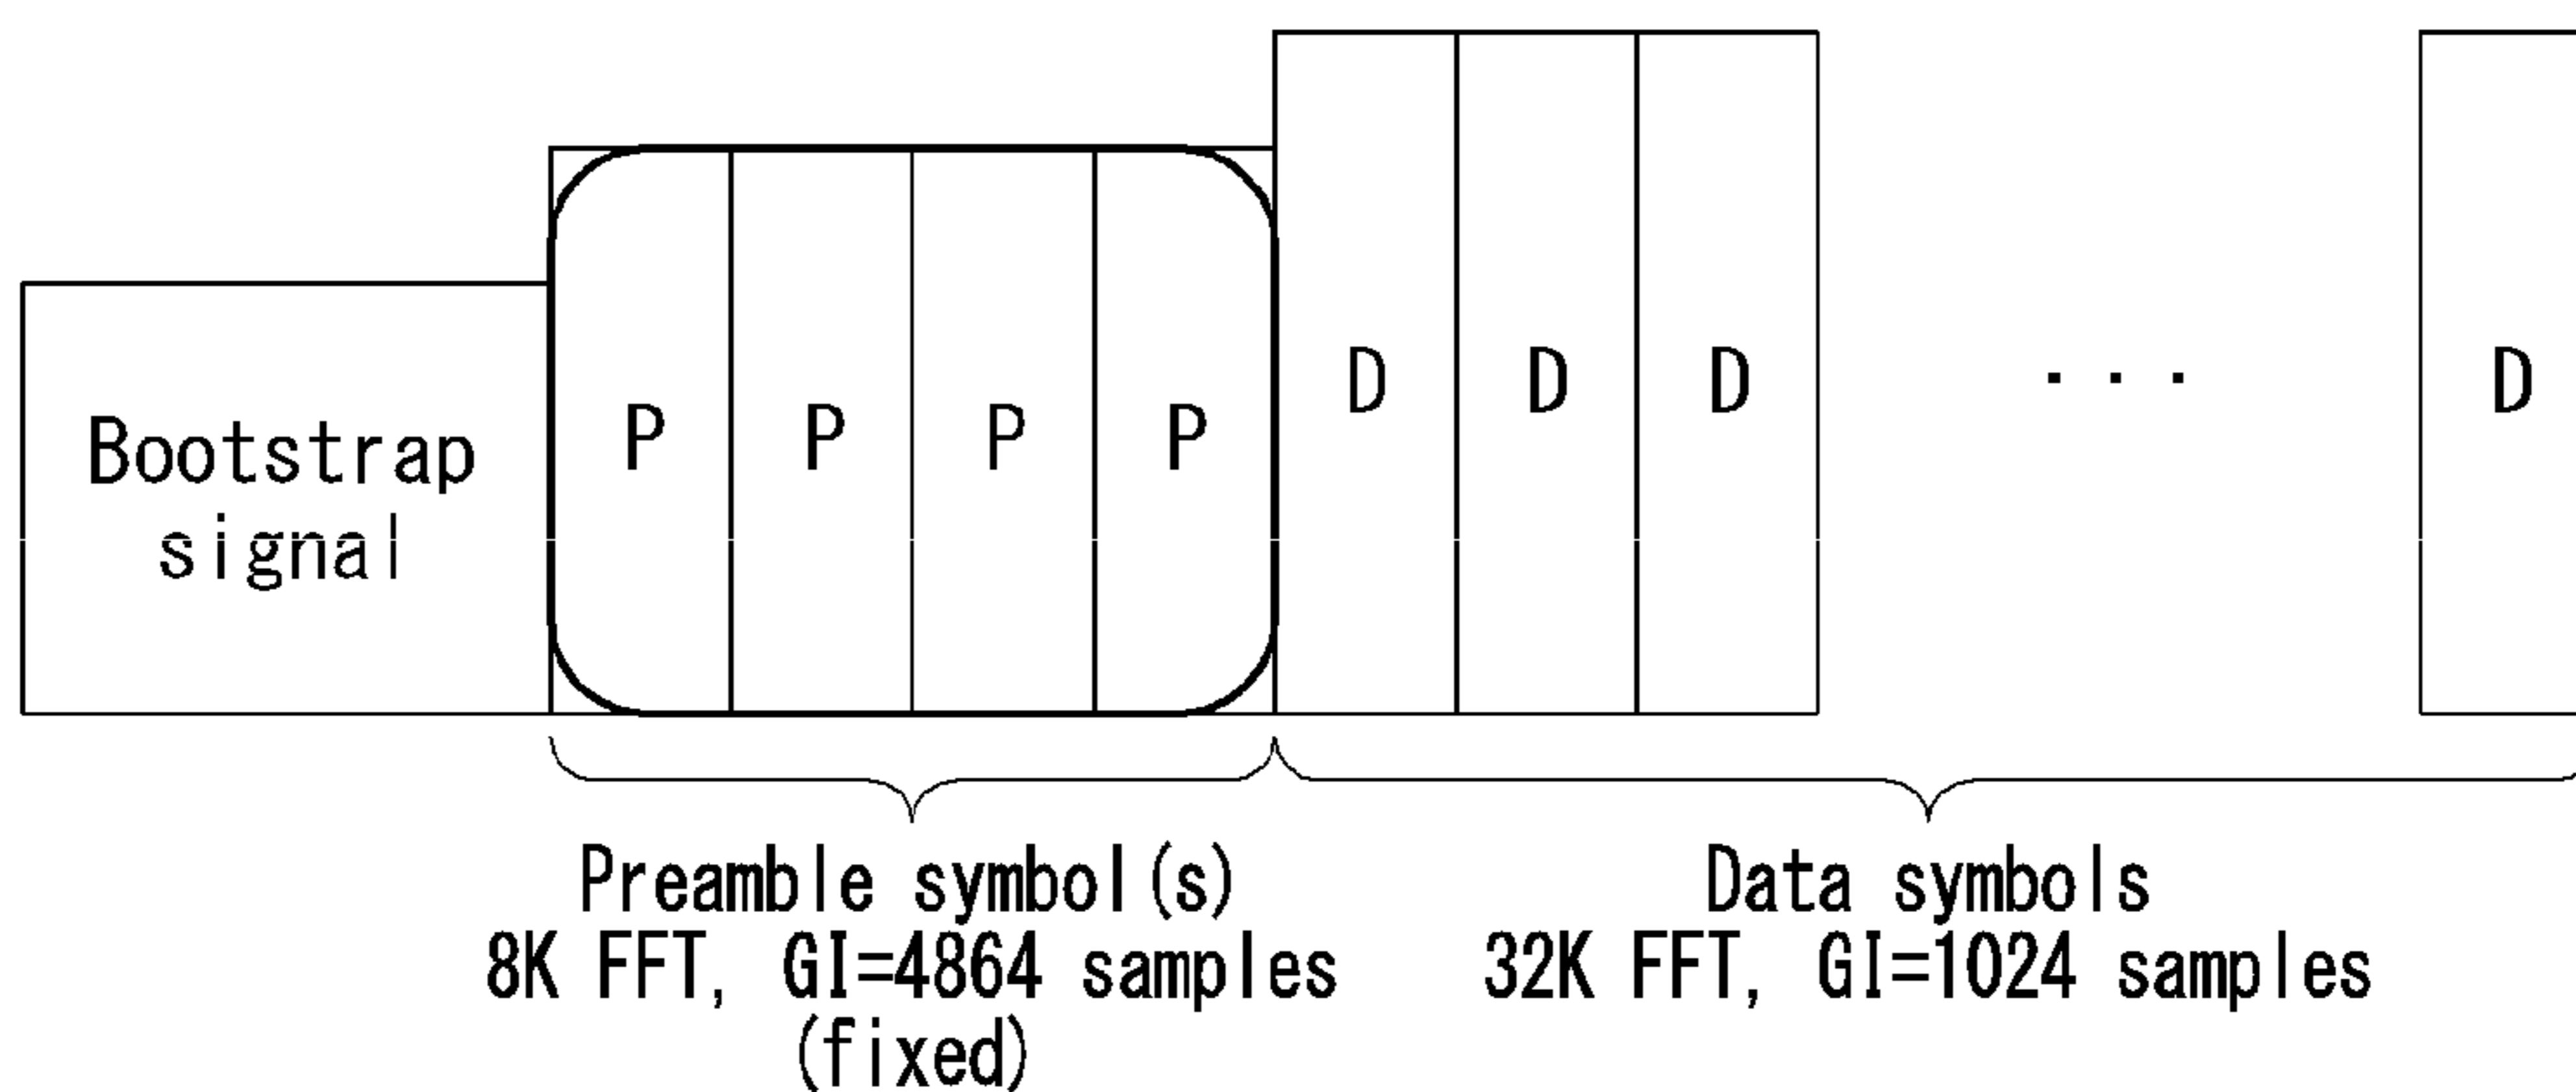 Bootstrap
signal
P P P P
D D D ・・・ D
Preamble symbol(s)
8K FFT, GI=4864 samples
(fixed)
Data symbols
32K FFT, GI=1024 samples